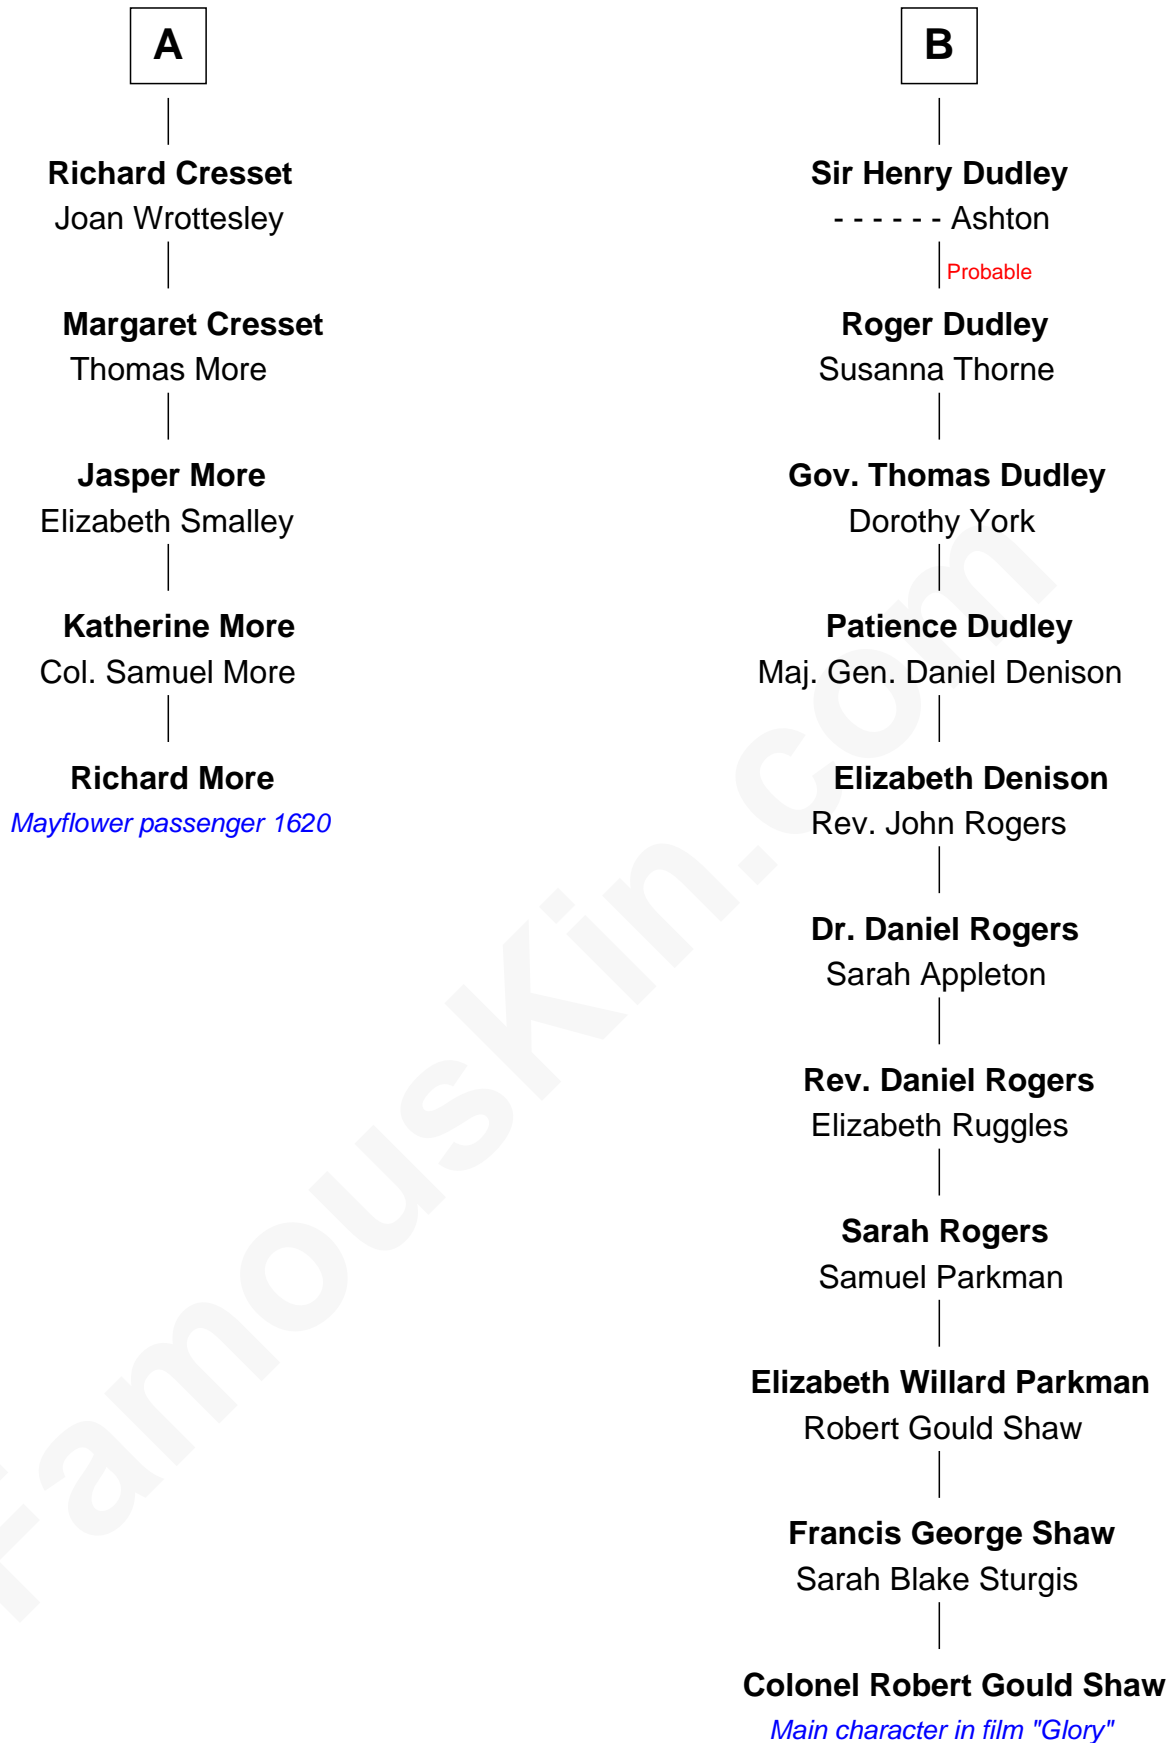 A
Richard Cresset
Joan Wrottesley
Margaret Cresset
Thomas More
Jasper More
Elizabeth Smalley
Katherine More
Col. Samuel More
Richard More
Mayflower passenger 1620
B
Sir Henry Dudley
- - - - - - Ashton
Probable
Roger Dudley
Susanna Thorne
Gov. Thomas Dudley
Dorothy York
Patience Dudley
Maj. Gen. Daniel Denison
Elizabeth Denison
Rev. John Rogers
Dr. Daniel Rogers
Sarah Appleton
Rev. Daniel Rogers
Elizabeth Ruggles
Sarah Rogers
Samuel Parkman
Elizabeth Willard Parkman
Robert Gould Shaw
Francis George Shaw
Sarah Blake Sturgis
Colonel Robert Gould Shaw
Main character in film "Glory"
FamousKin.com